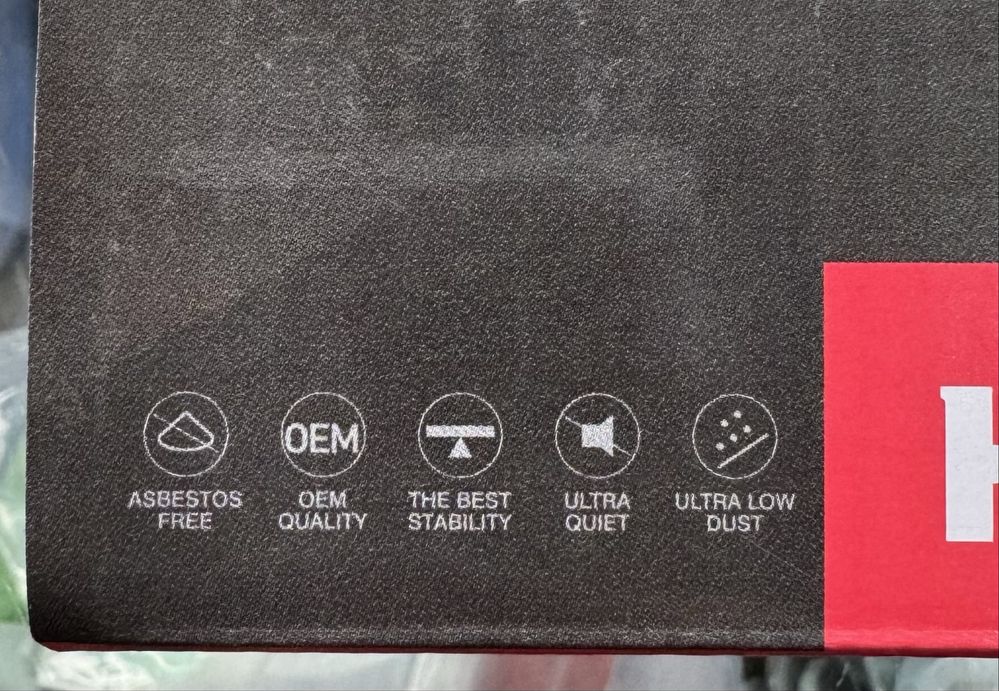 OEM
ASBESTOS
FREE
OEM
QUALITY
THE BEST
STABILITY
ULTRA
QUIET
ULTRA LOW
DUST